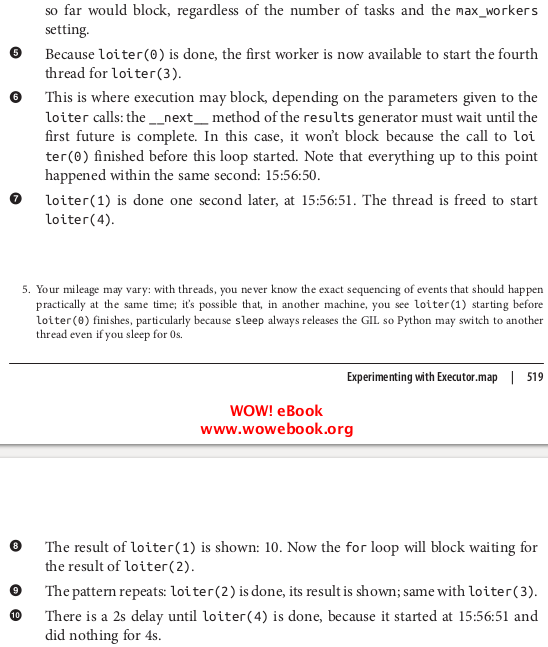 so far would block, regardless of the number of tasks and the max_workers
setting.
❺ Because loiter(0) is done, the first worker is now available to start the fourth
thread for loiter(3).
❻ This is where execution may block, depending on the parameters given to the
loiter calls: the __next__ method of the results generator must wait until the
first future is complete. In this case, it won’t block because the call to loi
ter(0) finished before this loop started. Note that everything up to this point
happened within the same second: 15:56:50.
❼ loiter(1) is done one second later, at 15:56:51. The thread is freed to start
loiter(4).
5. Your mileage may vary: with threads, you never know the exact sequencing of events that should happen
practically at the same time; it’s possible that, in another machine, you see loiter(1) starting before
loiter(0) finishes, particularly because sleep always releases the GIL so Python may switch to another
thread even if you sleep for 0s.
Experimenting with Executor.map | 519
WOW! eBook
www.wowebook.org
❽ The result of loiter(1) is shown: 10. Now the for loop will block waiting for
the result of loiter(2).
❾ The pattern repeats: loiter(2) is done, its result is shown; same with loiter(3).
❿ There is a 2s delay until loiter(4) is done, because it started at 15:56:51 and
did nothing for 4s.